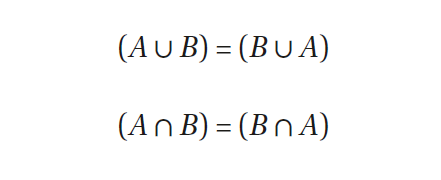 (A ∪ B) = (B ∪ A)
(A ∩ B) = (B ∩ A)